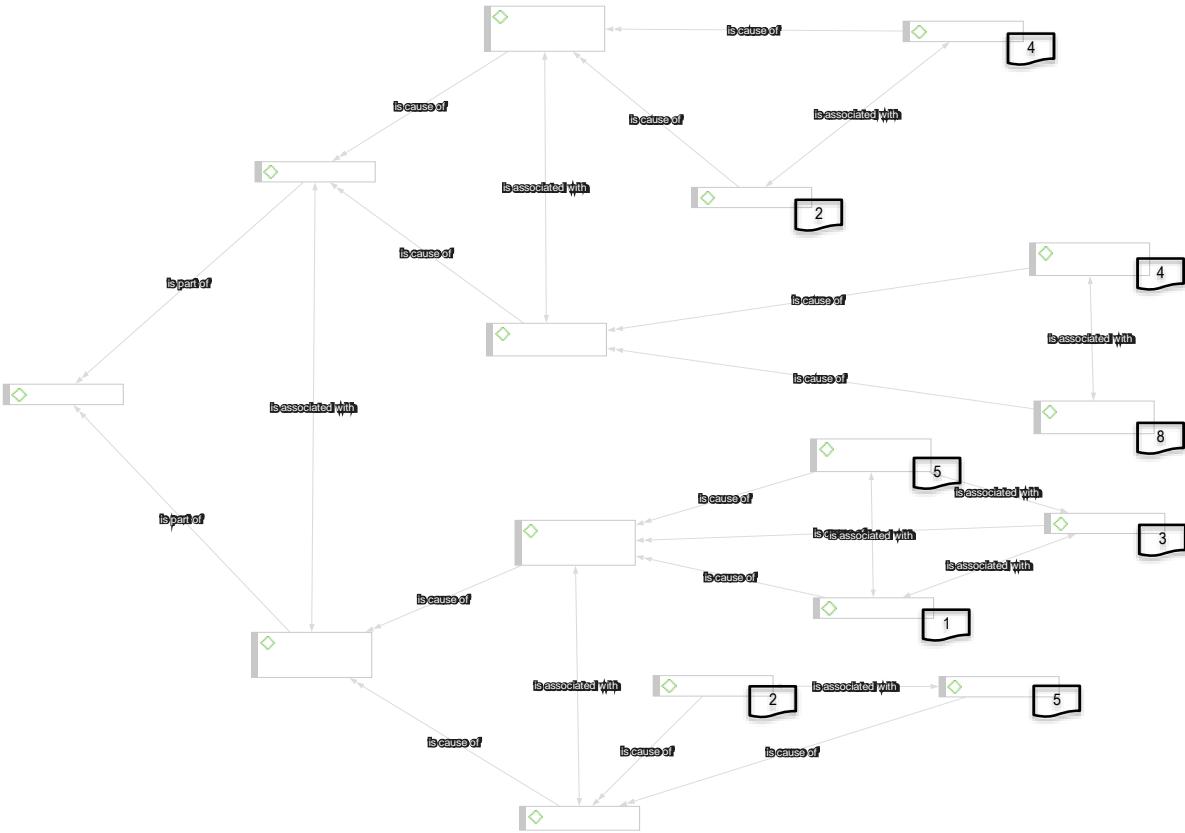 is cause of
4
is cause of
is associated with
is cause of
is associated with
2
is cause of
4
is part of
is cause of
is associated with
is cause of
is associated with
8
5
is cause of
is associated with
is part of
is associated with
3
is associated with
is cause of
is cause of
1
is associated with
is associated with
2
5
is cause of
is cause of
is cause of